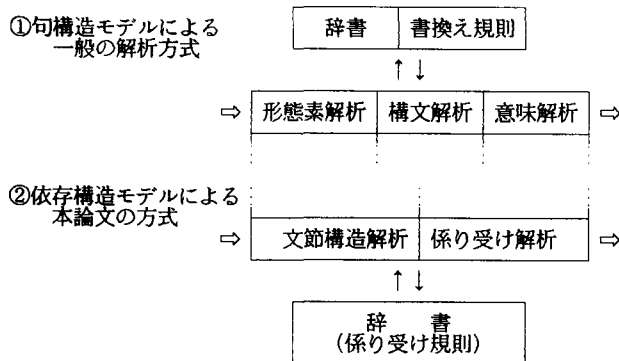 ①句構造モデルによる
一般の解析方式
辞書 書換え規則
↑ ↓
⇨ 形態素解析 構文解析 意味解析 ⇨
②依存構造モデルによる
本論文の方式
⇨ 文節構造解析 係り受け解析 ⇨
↑ ↓
辞 書
(係り受け規則)